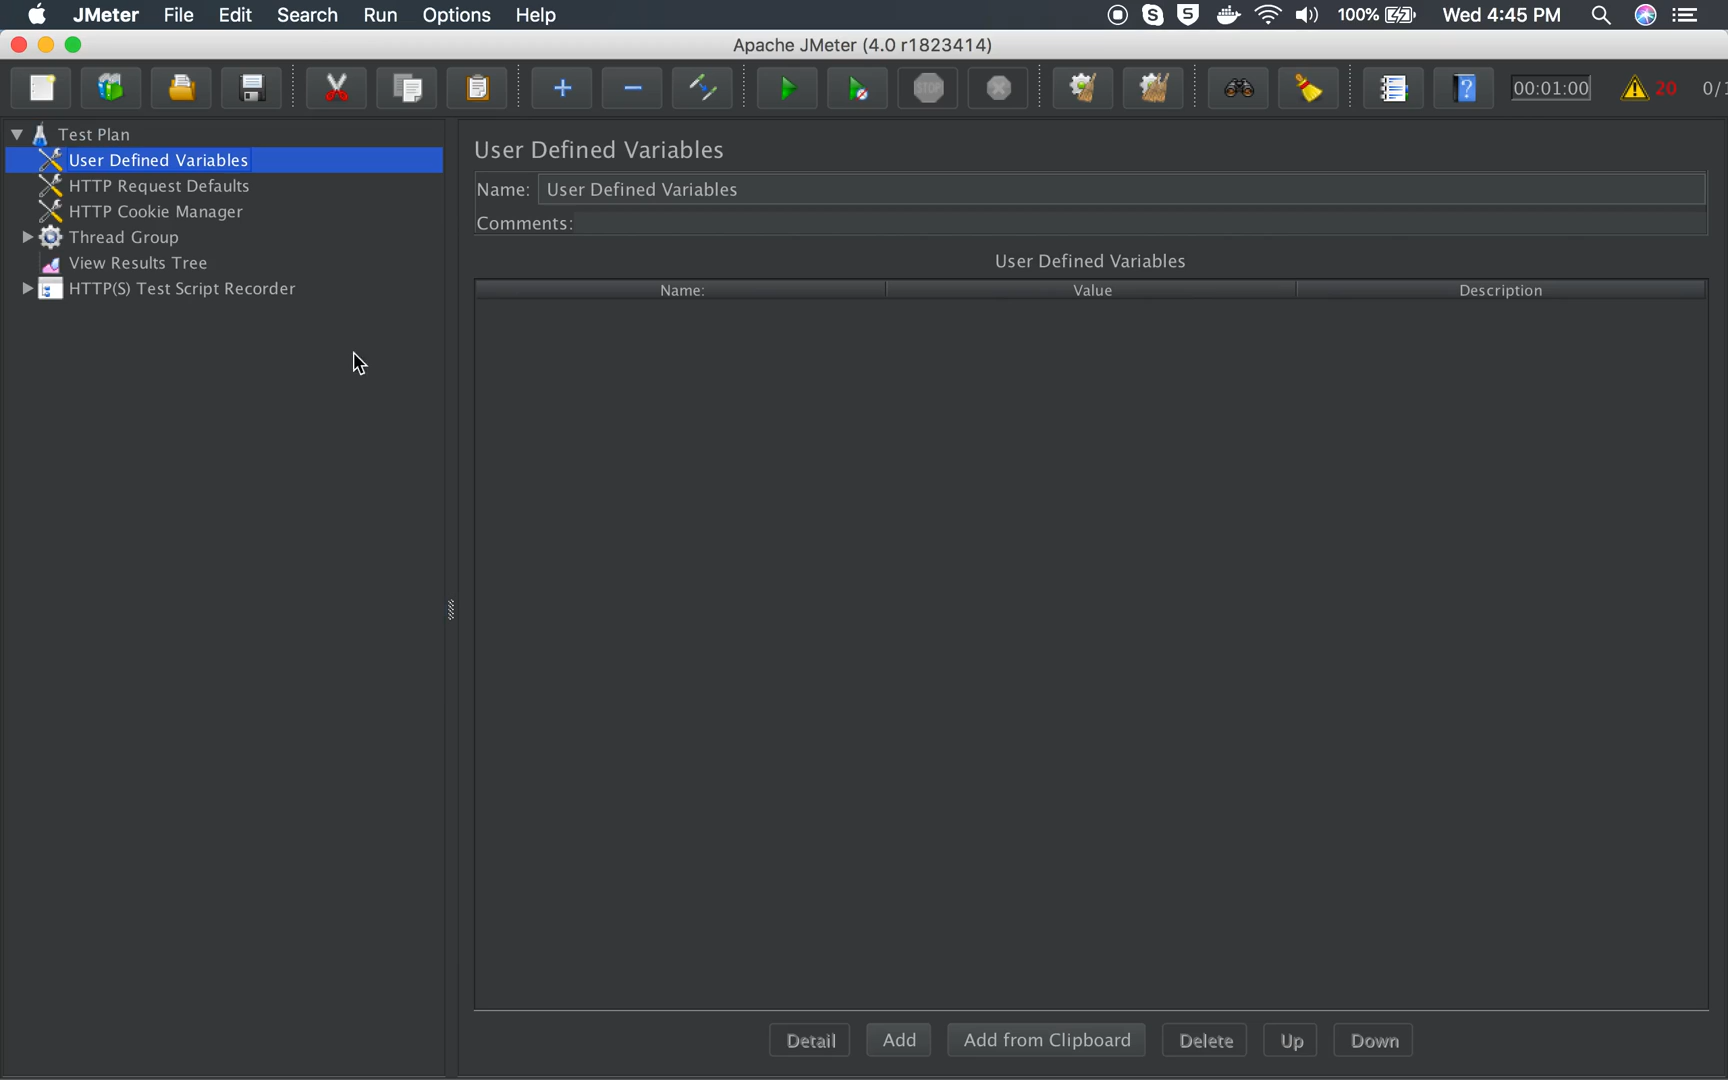 JMeter File Edit Search Run Options Help 100% Wed 4:45 PM
Apache JMeter (4.0 r1823414)
STOP 00:01:00 20 0/1
Test Plan
User Defined Variables
HTTP Request Defaults
HTTP Cookie Manager
Thread Group
View Results Tree
HTTP(S) Test Script Recorder
User Defined Variables
Name: User Defined Variables
Comments:
User Defined Variables
Name: Value Description
Detail Add Add from Clipboard Delete Up Down